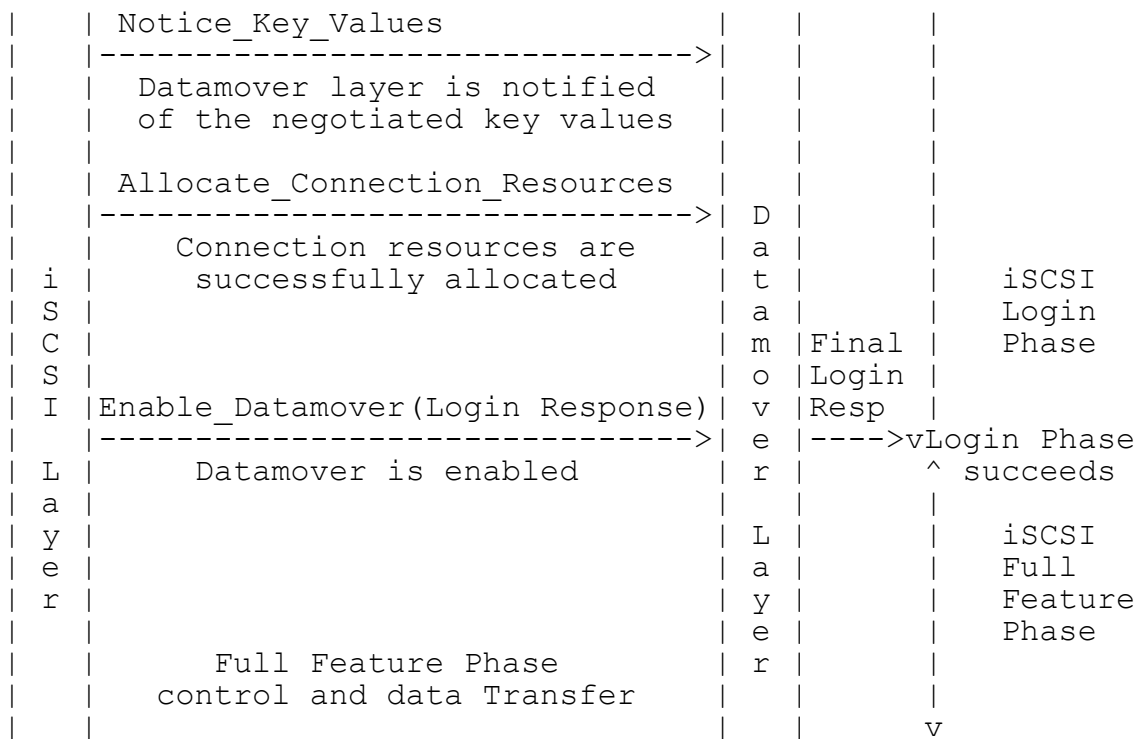 |   | Notice_Key_Values              |   |      |
|   |------------------------------->|   |      |
|   |  Datamover layer is notified   |   |      |
|   |  of the negotiated key values  |   |      |
|   |                                |   |      |
|   | Allocate_Connection_Resources  |   |      |
|   |------------------------------->| D |      |
|   |    Connection resources are    | a |      |
| i |     successfully allocated     | t |      |   iSCSI
| S |                                | a |      |   Login
| C |                                | m |Final |   Phase
| S |                                | o |Login |
| I |Enable_Datamover(Login Response)| v |Resp  |
|   |------------------------------->| e |---->vLogin Phase
| L |     Datamover is enabled       | r |      ^ succeeds
| a |                                |   |      |
| y |                                | L |      |   iSCSI
| e |                                | a |      |   Full
| r |                                | y |      |   Feature
|   |                                | e |      |   Phase
|   |      Full Feature Phase        | r |      |
|   |   control and data Transfer    |   |      |
|   |                                |   |      v